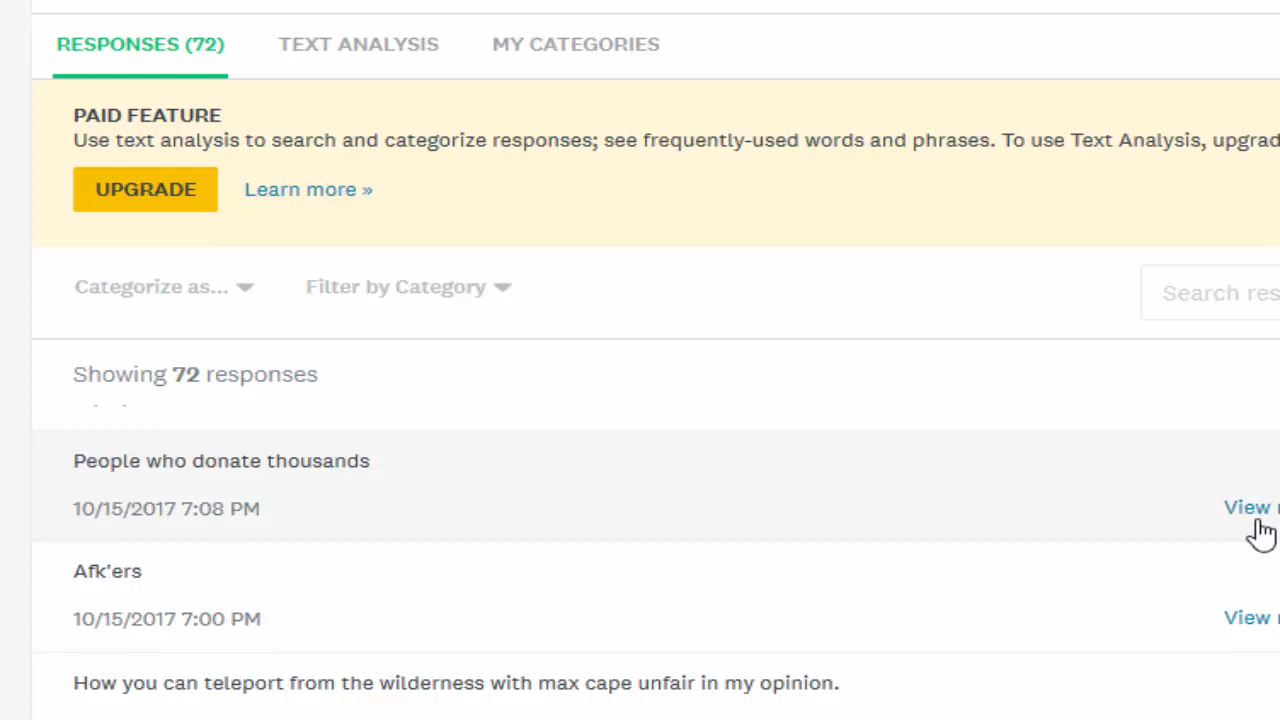 RESPONSES (72) TEXT ANALYSIS MY CATEGORIES
PAID FEATURE
Use text analysis to search and categorize responses; see frequently-used words and phrases. To use Text Analysis, upgrad
UPGRADE Learn more »
Categorize as... Filter by Category
Search res
Showing 72 responses
People who donate thousands
10/15/2017 7:08 PM
View
Afk'ers
10/15/2017 7:00 PM
View
How you can teleport from the wilderness with max cape unfair in my opinion.